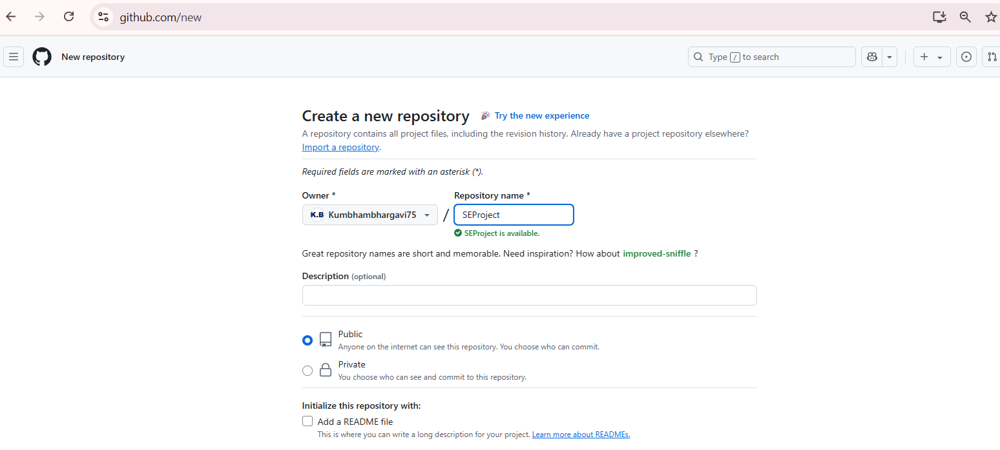 github.com/new
New repository
Type / to search
Create a new repository Try the new experience
A repository contains all project files, including the revision history. Already have a project repository elsewhere?
Import a repository.
Required fields are marked with an asterisk (*).
Owner * Repository name *
K.B Kumbhambhargavi75 / SEProject
SEProject is available.
Great repository names are short and memorable. Need inspiration? How about improved-sniffle ?
Description (optional)
Public
Anyone on the internet can see this repository. You choose who can commit.
Private
You choose who can see and commit to this repository.
Initialize this repository with:
Add a README file
This is where you can write a long description for your project. Learn more about READMEs.